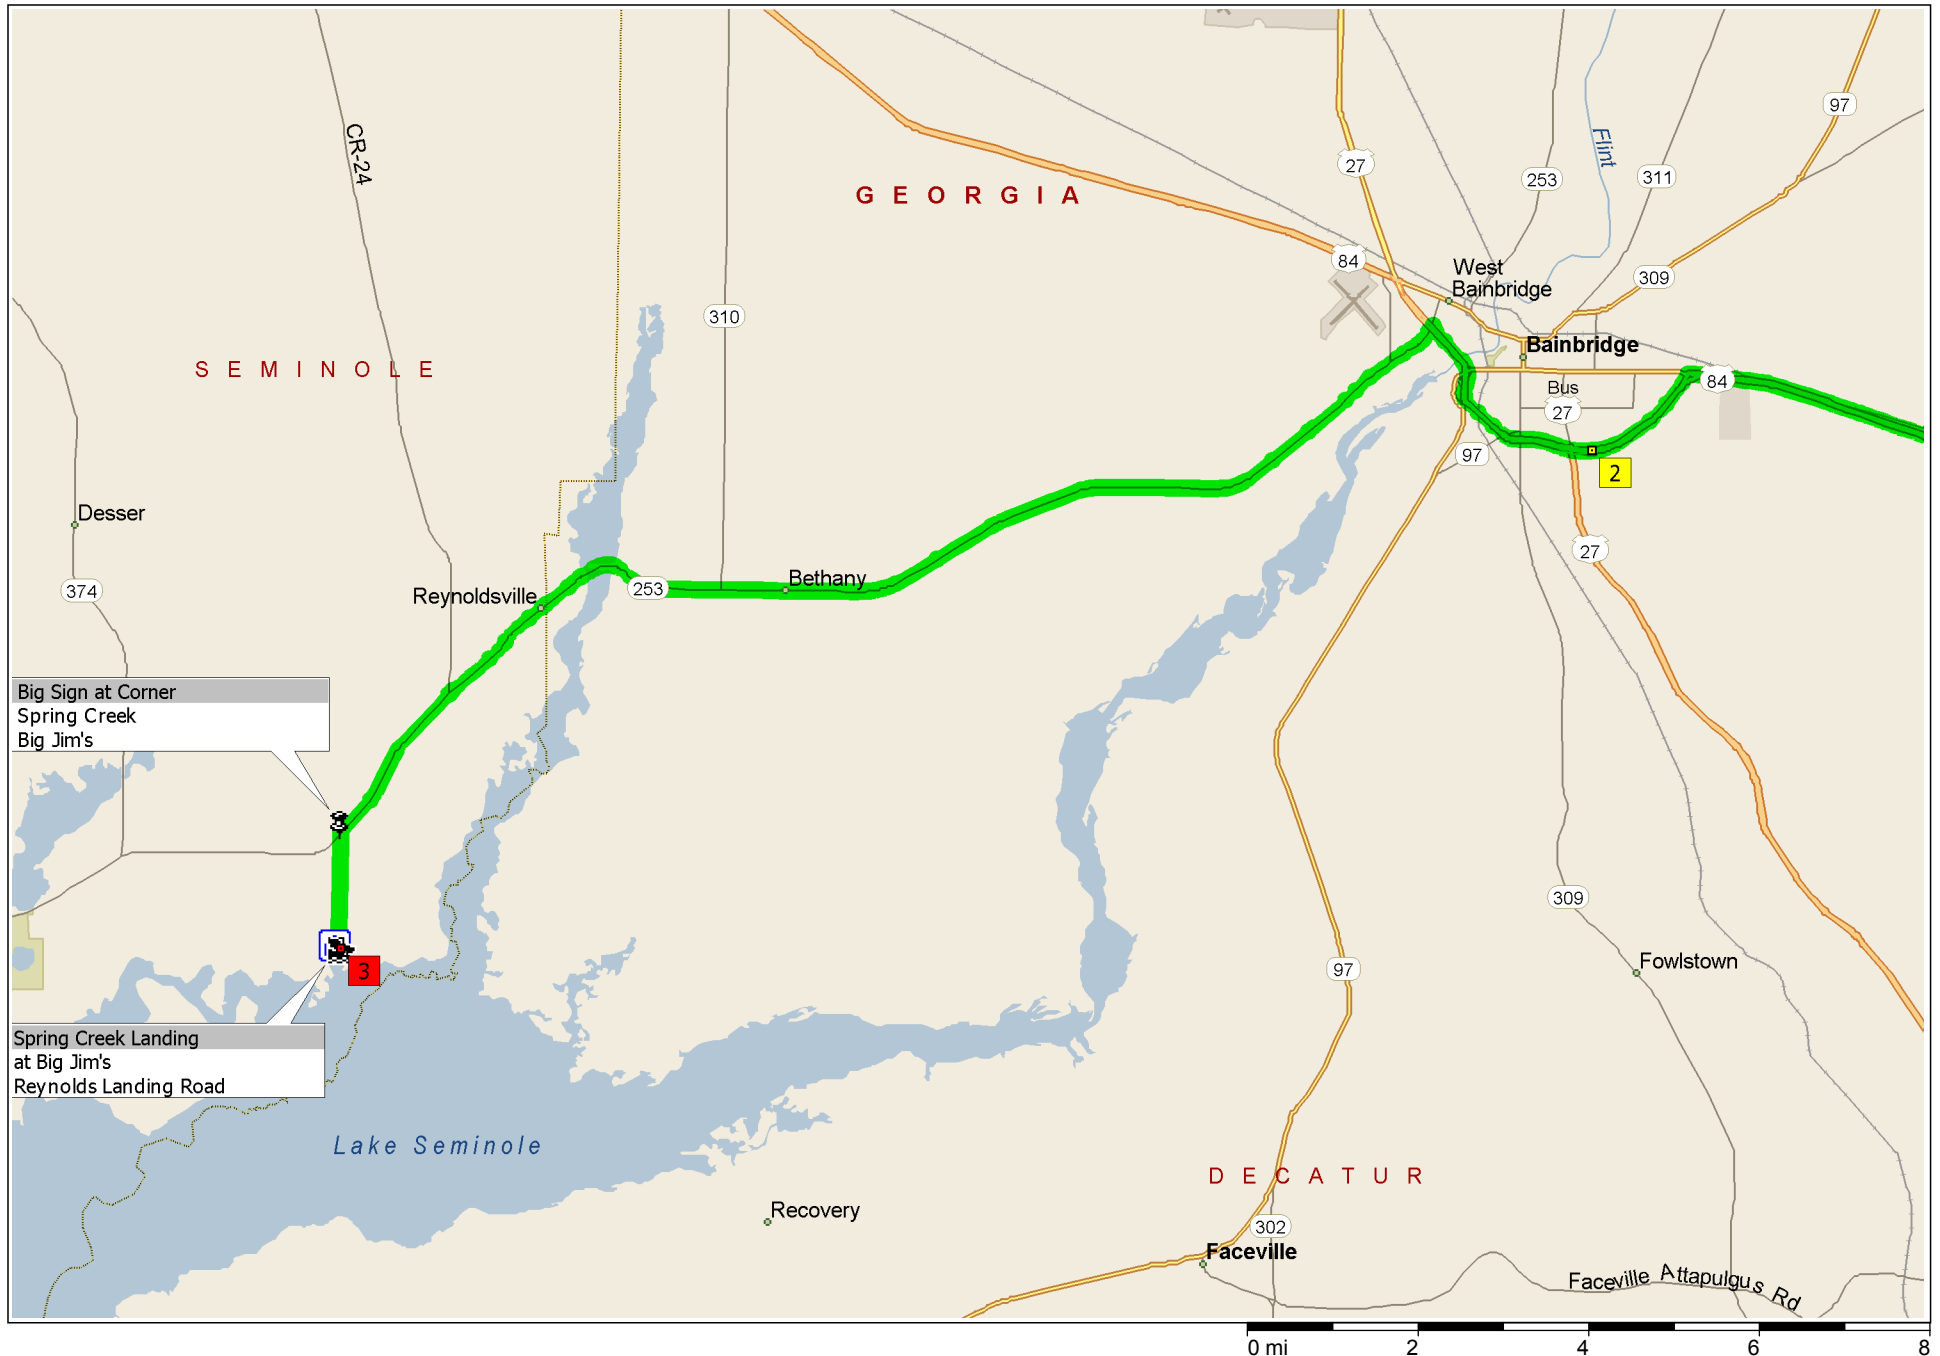 97
CR-24
Flint
27
253
311
GEORGIA
84
West
Bainbridge
309
310
Bainbridge
SEMINOLE
84
Bus
27
97
2
Desser
27
374
Reynoldsville
253
Bethany
Big Sign at Corner
Spring Creek
Big Jim's
309
3
97
Fowlstown
Spring Creek Landing
at Big Jim's
Reynolds Landing Road
Lake Seminole
DECATUR
Recovery
302
Faceville
Faceville Attapulgus Rd
0 mi 2 4 6 8